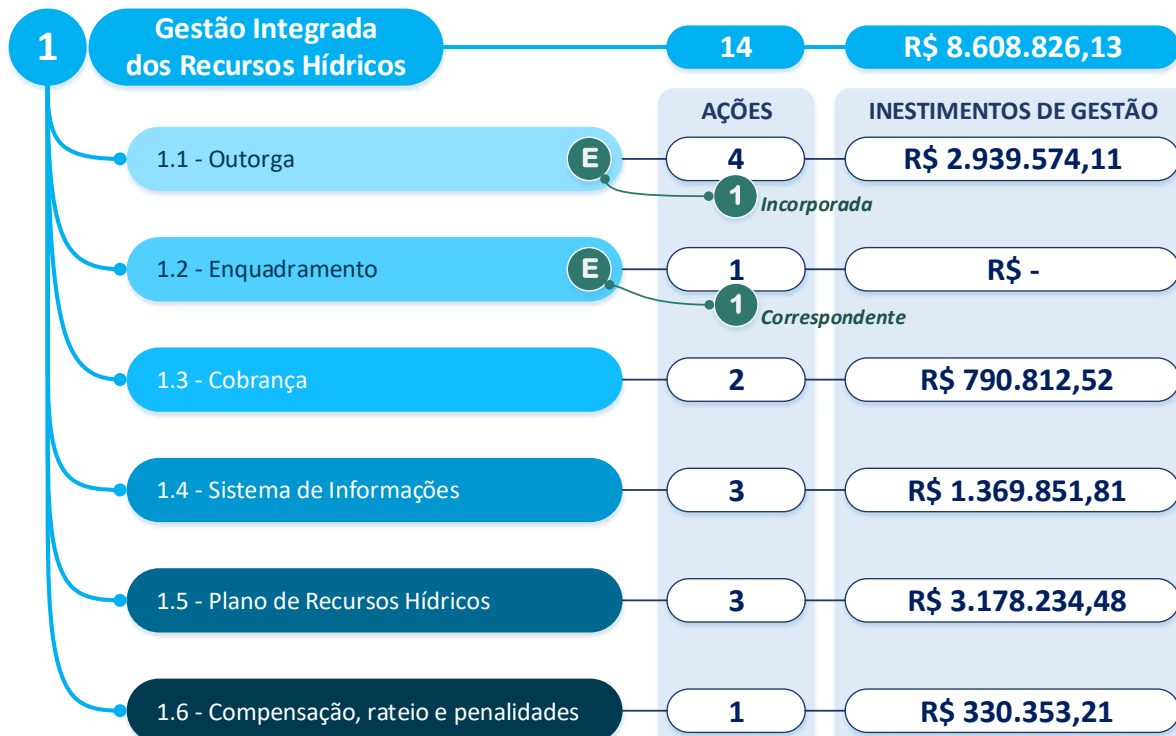 1
Gestão Integrada
dos Recursos Hídricos
14
R$ 8.608.826,13
AÇÕES
INESTIMENTOS DE GESTÃO
1.1 - Outorga
E
4
R$ 2.939.574,11
1
Incorporada
1.2 - Enquadramento
E
1
R$ -
1
Correspondente
1.3 - Cobrança
2
R$ 790.812,52
1.4 - Sistema de Informações
3
R$ 1.369.851,81
1.5 - Plano de Recursos Hídricos
3
R$ 3.178.234,48
1.6 - Compensação, rateio e penalidades
1
R$ 330.353,21